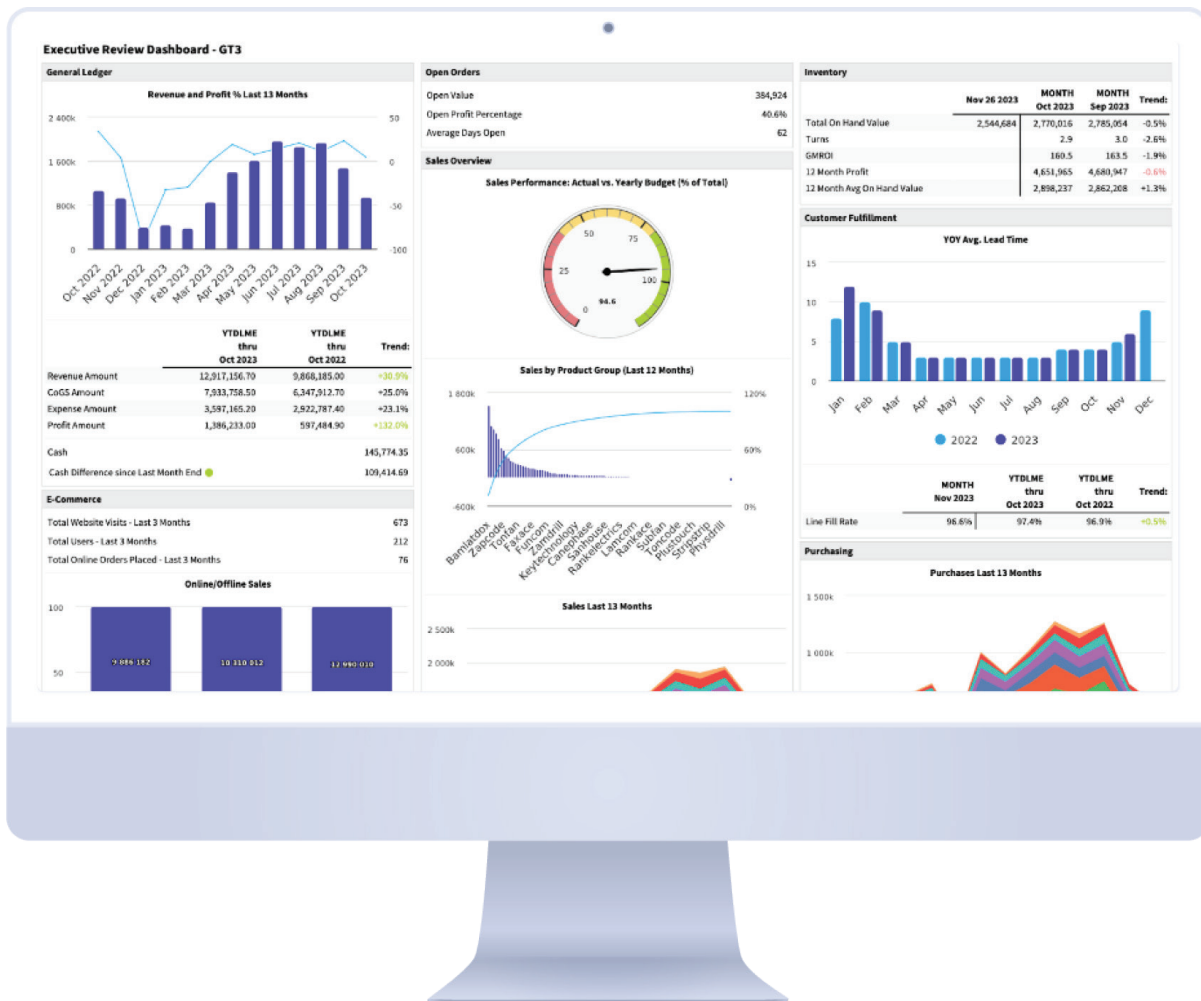 Executive Review Dashboard - GT3
General Ledger
Revenue and Profit % Last 13 Months
2 400k
1 600k
800k
0
50
0
-50
-100
Oct 2022
Nov 2022
Dec 2022
Jan 2023
Feb 2023
Mar 2023
Apr 2023
May 2023
Jun 2023
Jul 2023
Aug 2023
Sep 2023
Oct 2023
YTDLME thru Oct 2023 YTDLME thru Oct 2022 Trend:
Revenue Amount 12,917,156.70 9,868,185.00 +30.9%
CoGS Amount 7,933,758.50 6,347,912.70 +25.0%
Expense Amount 3,597,165.20 2,922,787.40 +23.1%
Profit Amount 1,386,233.00 597,484.90 +132.0%
Cash 145,774.35
Cash Difference since Last Month End 109,414.69
E-Commerce
Total Website Visits - Last 3 Months 673
Total Users - Last 3 Months 212
Total Online Orders Placed - Last 3 Months 76
Online/Offline Sales
100
50
9 886 182
10 310 012
12 990 010
Open Orders
Open Value 384,924
Open Profit Percentage 40.6%
Average Days Open 62
Sales Overview
Sales Performance: Actual vs. Yearly Budget (% of Total)
0
25
50
75
100
94.6
Sales by Product Group (Last 12 Months)
1 800k
600k
-600k
120%
60%
0%
Bamlatdox
Zapcode
Tonfan
Faxace
Funcom
Zamdrill
Keytechnology
Canephase
Sanhouse
Rankelectrics
Lamcom
Rankace
Subfan
Toncode
Plustouch
Stripstrip
Physdrill
Sales Last 13 Months
2 500k
2 000k
Inventory
Nov 26 2023 MONTH Oct 2023 MONTH Sep 2023 Trend:
Total On Hand Value 2,544,684 2,770,016 2,785,054 -0.5%
Turns 2.9 3.0 -2.6%
GMROI 160.5 163.5 -1.9%
12 Month Profit 4,651,965 4,680,947 -0.6%
12 Month Avg On Hand Value 2,898,237 2,862,208 +1.3%
Customer Fulfillment
YOY Avg. Lead Time
15
10
5
0
Jan
Feb
Mar
Apr
May
Jun
Jul
Aug
Sep
Oct
Nov
Dec
2022 2023
MONTH Nov 2023 YTDLME thru Oct 2023 YTDLME thru Oct 2022 Trend:
Line Fill Rate 96.6% 97.4% 96.9% +0.5%
Purchasing
Purchases Last 13 Months
1 500k
1 000k